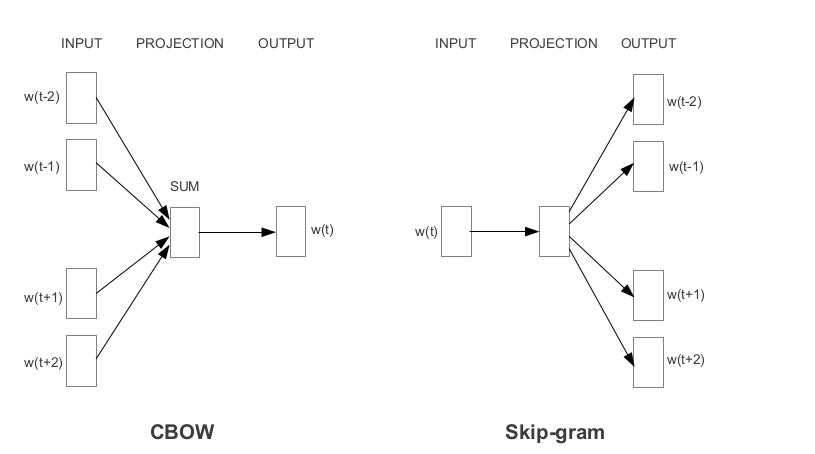 INPUT PROJECTION OUTPUT
w(t-2)
w(t-1)
SUM
w(t)
w(t+1)
w(t+2)
CBOW
INPUT PROJECTION OUTPUT
w(t-2)
w(t-1)
w(t)
w(t+1)
w(t+2)
Skip-gram